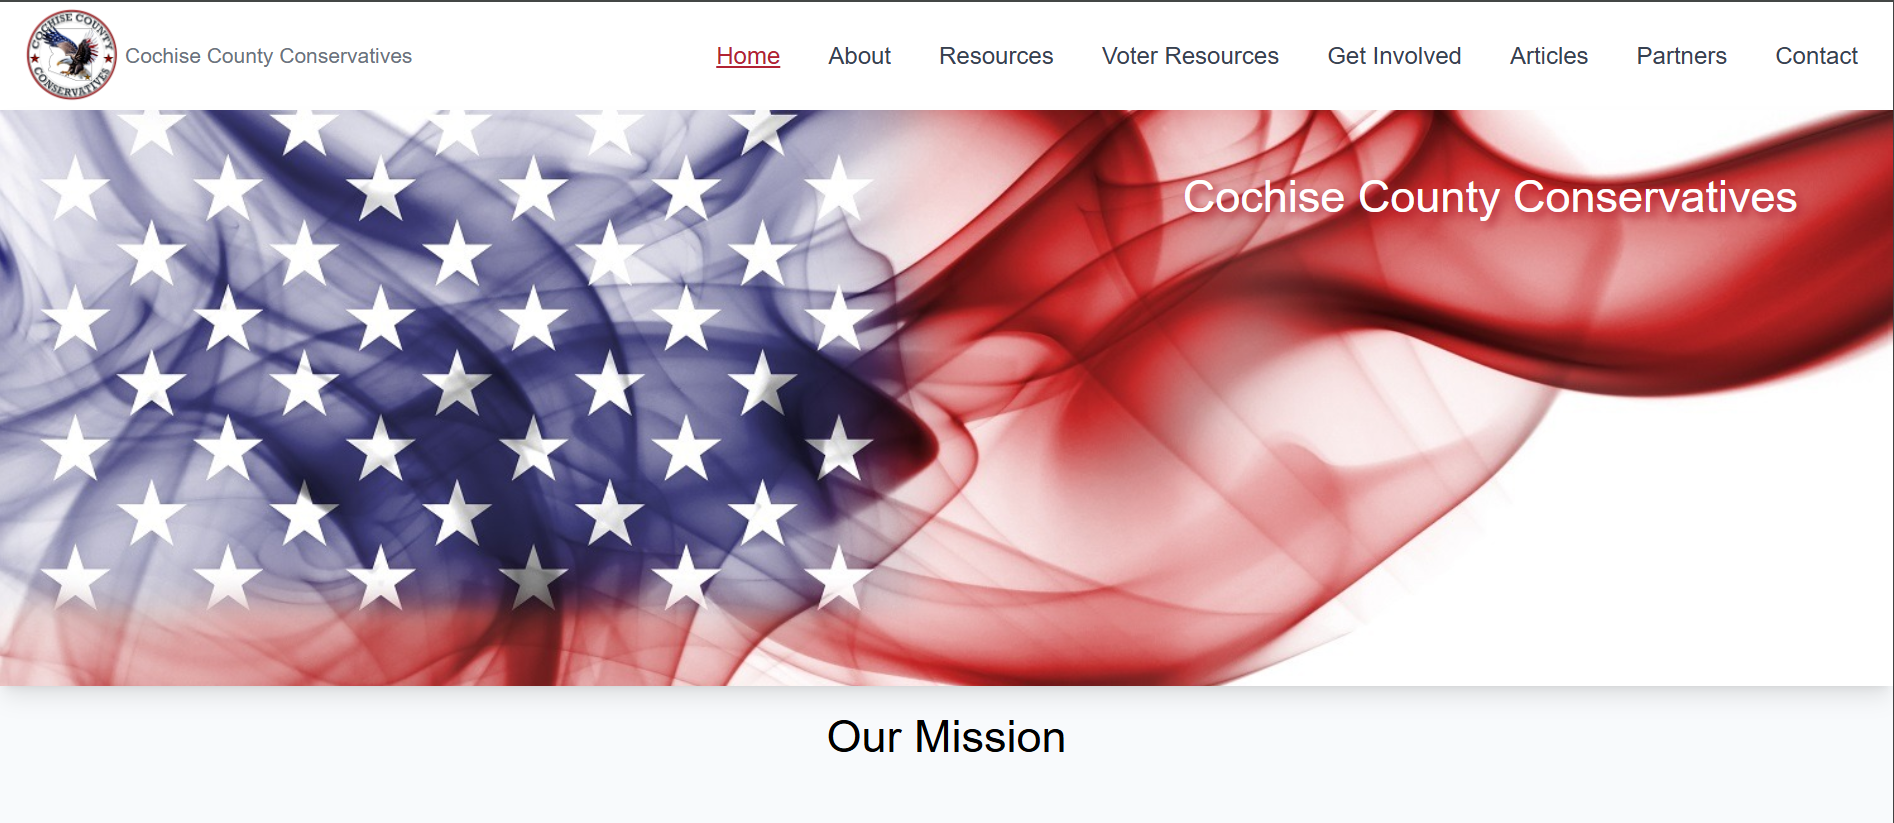 COCHISE COUNTY
CONSERVATIVES
Cochise County Conservatives
Home About Resources Voter Resources Get Involved Articles Partners Contact
Cochise County Conservatives
Our Mission